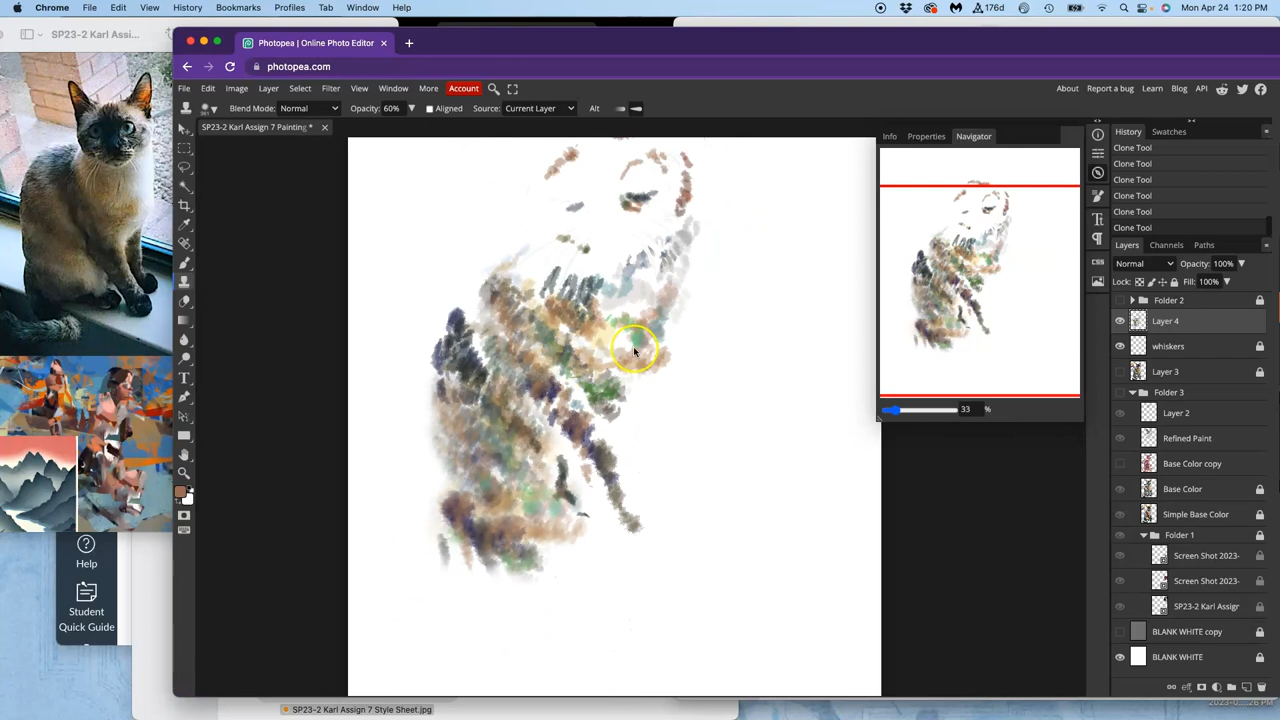 Chrome File Edit View History Bookmarks Profiles Tab Window Help 176d Mon Apr 24 1:20 PM
SP23-2 Karl Assi...
Photopea | Online Photo Editor
photopea.com
File Edit Image Layer Select Filter View Window More Account About Report a bug Learn Blog API
Blend Mode: Normal Opacity: 60% Aligned Source: Current Layer Alt
SP23-2 Karl Assign 7 Painting *
Info Properties Navigator
33 %
CSS
History Swatches
Clone Tool
Clone Tool
Clone Tool
Clone Tool
Clone Tool
Clone Tool
Layers Channels Paths
Normal Opacity: 100%
Lock: Fill: 100%
Folder 2
Layer 4
whiskers
Layer 3
Folder 3
Layer 2
Refined Paint
Base Color copy
Base Color
Simple Base Color
Folder 1
Screen Shot 2023-
Screen Shot 2023-
SP23-2 Karl Assigr
BLANK WHITE copy
BLANK WHITE
eff
Help
Student
Quick Guide
SP23-2 Karl Assign 7 Style Sheet.jpg